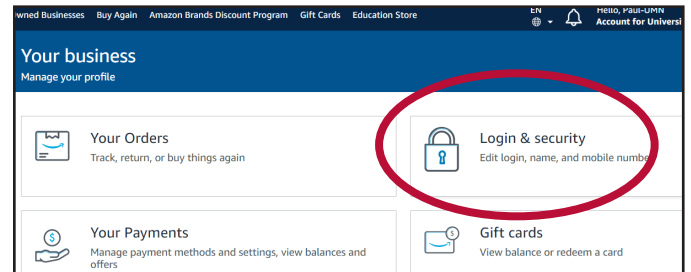 wned Businesses Buy Again Amazon Brands Discount Program Gift Cards Education Store EN Hello, Paul-UMN
Account for Universi
Your business
Manage your profile
Your Orders
Track, return, or buy things again
Login & security
Edit login, name, and mobile numbe
Your Payments
Manage payment methods and settings, view balances and
offers
Gift cards
View balance or redeem a card